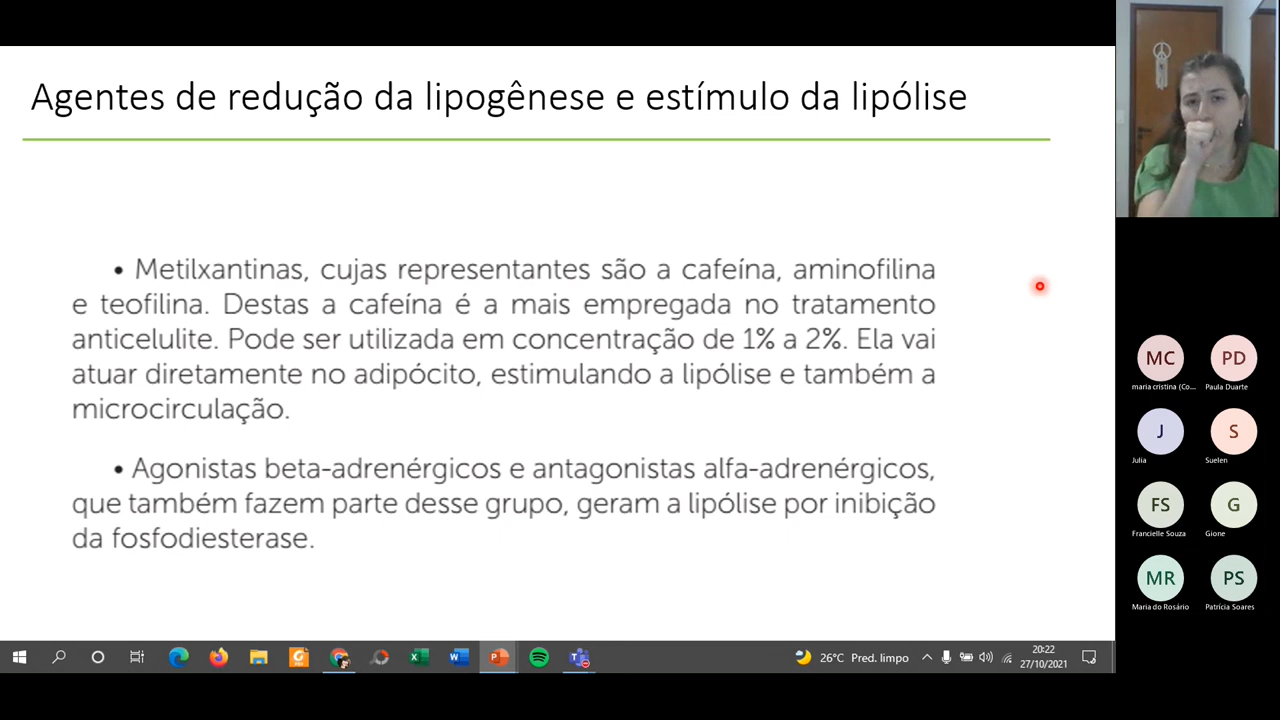 Agentes de redução da lipogênese e estímulo da lipólise
• Metilxantinas, cujas representantes são a cafeína, aminofilina
e teofilina. Destas a cafeína é a mais empregada no tratamento
anticelulite. Pode ser utilizada em concentração de 1% a 2%. Ela vai
atuar diretamente no adipócito, estimulando a lipólise e também a
microcirculação.
• Agonistas beta-adrenérgicos e antagonistas alfa-adrenérgicos,
que também fazem parte desse grupo, geram a lipólise por inibição
da fosfodiesterase.
MC
PD
maria cristina (Co...
Paula Duarte
J
S
Julia
Suelen
FS
G
Francielle Souza
Gione
MR
PS
Maria do Rosário
Patrícia Soares
26°C Pred. limpo
20:22
27/10/2021